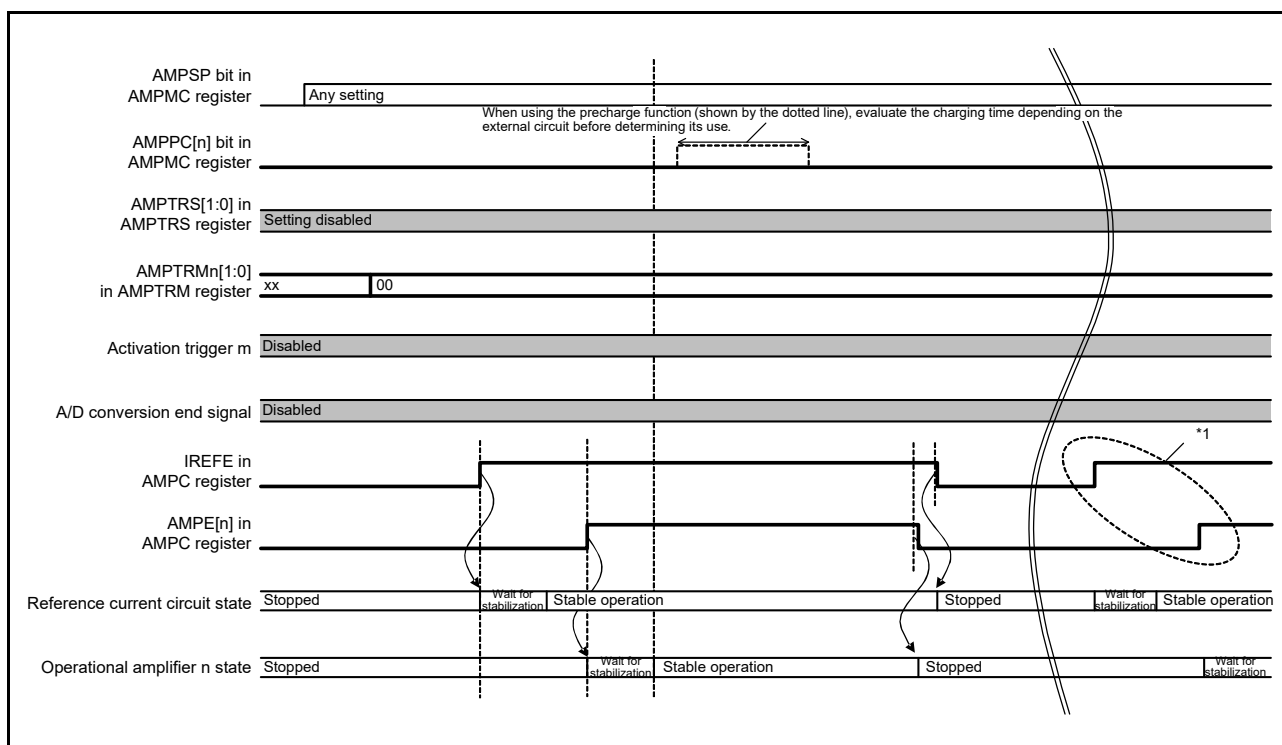 AMPSP bit in
AMPMC register
Any setting
When using the precharge function (shown by the dotted line), evaluate the charging time depending on the
external circuit before determining its use.
AMPPC[n] bit in
AMPMC register
AMPTRS[1:0] in
AMPTRS register
Setting disabled
AMPTRMn[1:0]
in AMPTRM register
xx
00
Activation trigger m
Disabled
A/D conversion end signal
Disabled
*1
IREFE in
AMPC register
AMPE[n] in
AMPC register
Reference current circuit state
Stopped
Wait for
stabilization
Stable operation
Stopped
Wait for
stabilization
Stable operation
Operational amplifier n state
Stopped
Wait for
stabilization
Stable operation
Stopped
Wait for
stabilization